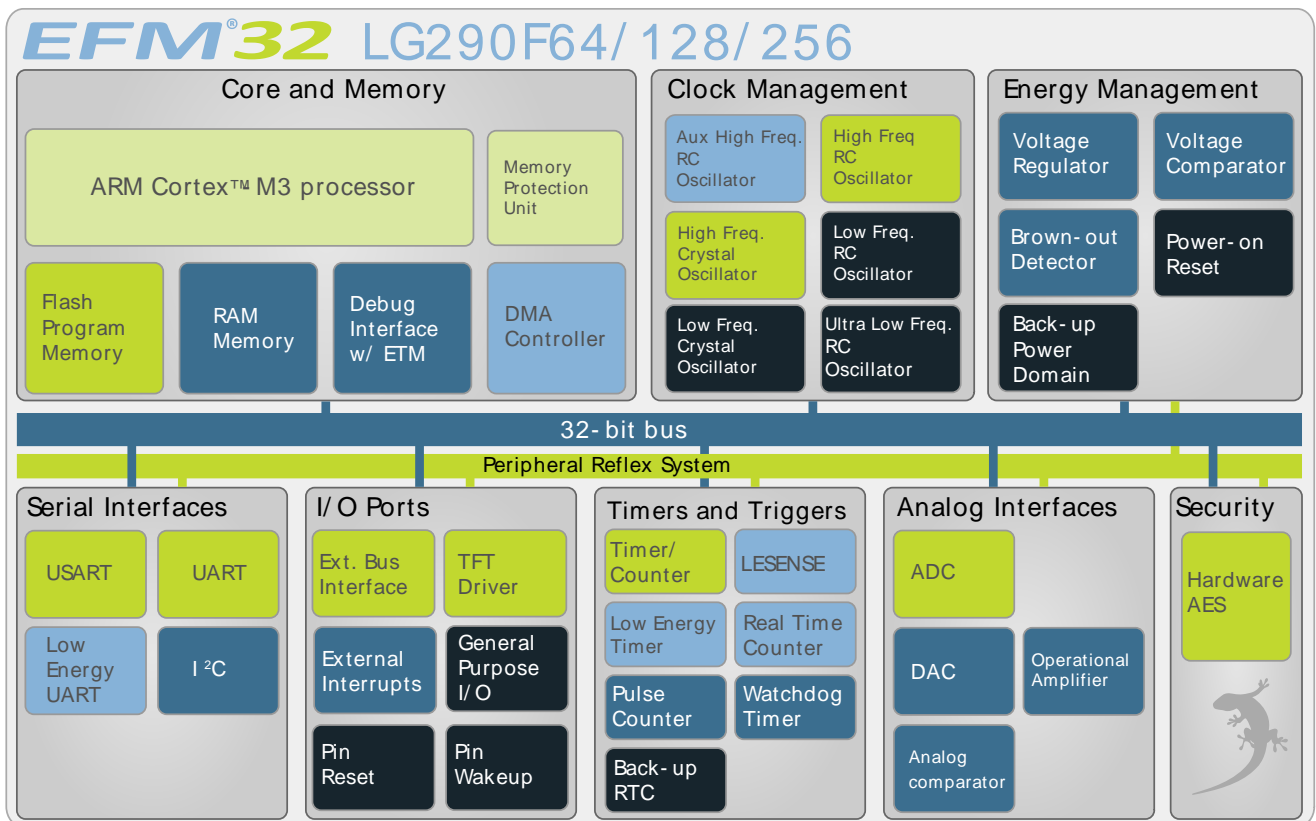 EFM®32 LG290F64/128/256
Core and Memory
ARM Cortex™ M3 processor
Memory
Protection
Unit
Flash
Program
Memory
RAM
Memory
Debug
Interface
w/ ETM
DMA
Controller
Clock Management
Aux High Freq.
RC
Oscillator
High Freq
RC
Oscillator
High Freq.
Crystal
Oscillator
Low Freq.
RC
Oscillator
Low Freq.
Crystal
Oscillator
Ultra Low Freq.
RC
Oscillator
Energy Management
Voltage
Regulator
Voltage
Comparator
Brown-out
Detector
Power-on
Reset
Back-up
Power
Domain
32-bit bus
Peripheral Reflex System
Serial Interfaces
USART
UART
Low
Energy
UART
I²C
I/O Ports
Ext. Bus
Interface
TFT
Driver
External
Interrupts
General
Purpose
I/O
Pin
Reset
Pin
Wakeup
Timers and Triggers
Timer/
Counter
LESENSE
Low Energy
Timer
Real Time
Counter
Pulse
Counter
Watchdog
Timer
Back-up
RTC
Analog Interfaces
ADC
DAC
Operational
Amplifier
Analog
comparator
Security
Hardware
AES